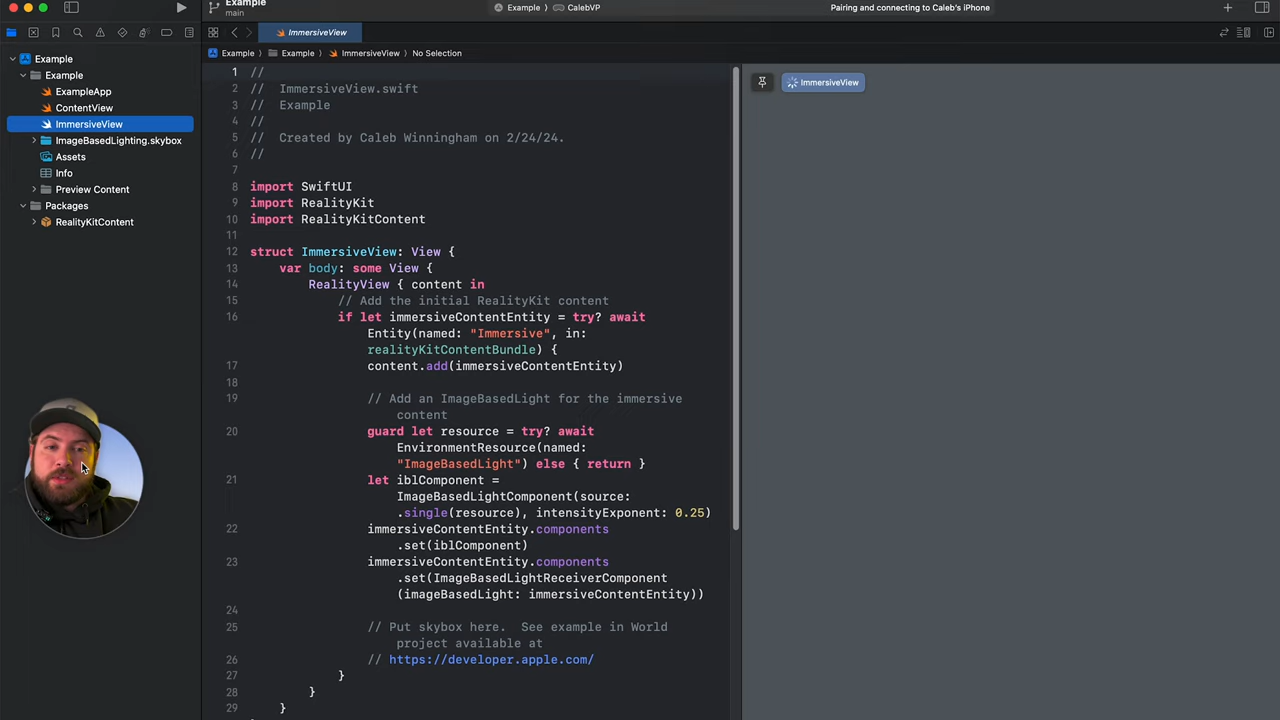 Example
main
Example > CalebVP
Pairing and connecting to Caleb's iPhone
ImmersiveView
Example > Example > ImmersiveView > No Selection
Example
Example
ExampleApp
ContentView
ImmersiveView
ImageBasedLighting.skybox
Assets
Info
Preview Content
Packages
RealityKitContent
1 //
2 // ImmersiveView.swift
3 // Example
4 //
5 // Created by Caleb Winningham on 2/24/24.
6 //
7
8 import SwiftUI
9 import RealityKit
10 import RealityKitContent
11
12 struct ImmersiveView: View {
13 var body: some View {
14 RealityView { content in
15 // Add the initial RealityKit content
16 if let immersiveContentEntity = try? await
Entity(named: "Immersive", in:
realityKitContentBundle) {
17 content.add(immersiveContentEntity)
18
19 // Add an ImageBasedLight for the immersive
content
20 guard let resource = try? await
EnvironmentResource(named:
"ImageBasedLight") else { return }
21 let iblComponent =
ImageBasedLightComponent(source:
.single(resource), intensityExponent: 0.25)
22 immersiveContentEntity.components
.set(iblComponent)
23 immersiveContentEntity.components
.set(ImageBasedLightReceiverComponent
(imageBasedLight: immersiveContentEntity))
24
25 // Put skybox here. See example in World
project available at
26 // https://developer.apple.com/
27 }
28 }
29 }
ImmersiveView